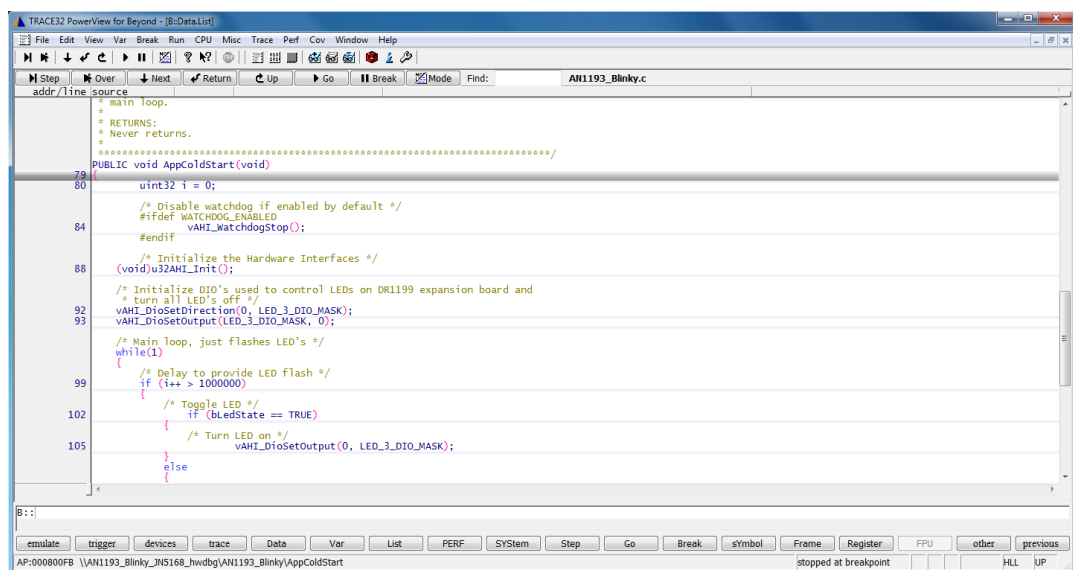 TRACE32 PowerView for Beyond - [B::Data.List]
File Edit View Var Break Run CPU Misc Trace Perf Cov Window Help
Step Over Next Return Up Go Break Mode Find: AN1193_Blinky.c
addr/line source
* main loop.
*
* RETURNS:
* Never returns.
*
****************************************************************************/
PUBLIC void AppColdStart(void)
79 {
80 uint32 i = 0;
/* Disable watchdog if enabled by default */
#ifdef WATCHDOG_ENABLED
84 vAHI_WatchdogStop();
#endif
/* Initialize the Hardware Interfaces */
88 (void)u32AHI_Init();
/* Initialize DIO's used to control LEDs on DR1199 expansion board and
* turn all LED's off */
92 vAHI_DioSetDirection(0, LED_3_DIO_MASK);
93 vAHI_DioSetOutput(LED_3_DIO_MASK, 0);
/* Main loop, just flashes LED's */
while(1)
{
/* Delay to provide LED flash */
99 if (i++ > 1000000)
{
/* Toggle LED */
102 if (bLedState == TRUE)
{
/* Turn LED on */
105 vAHI_DioSetOutput(0, LED_3_DIO_MASK);
}
else
{
B::
emulate trigger devices trace Data Var List PERF SYStem Step Go Break sYmbol Frame Register FPU other previous
AP:000800FB \\AN1193_Blinky_JN5168_hwdbg\AN1193_Blinky\AppColdStart stopped at breakpoint HLL UP